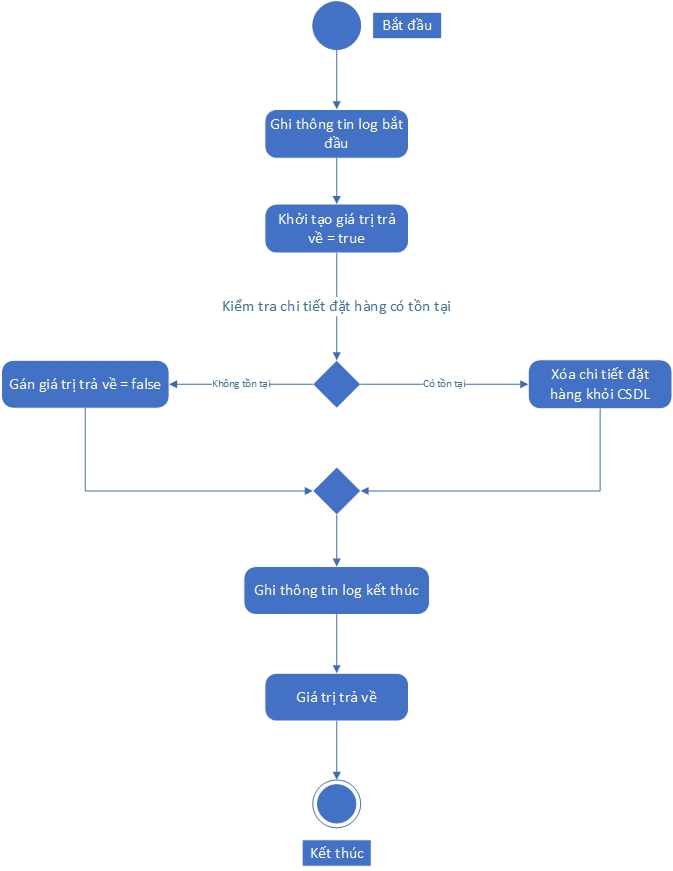 Bắt đầu
Ghi thông tin log bắt
đầu
Khởi tạo giá trị trả
về = true
Kiểm tra chi tiết đặt hàng có tồn tại
Gán giá trị trả về = false
Không tồn tại
Có tồn tại
Xóa chi tiết đặt
hàng khỏi CSDL
Ghi thông tin log kết thúc
Giá trị trả về
Kết thúc